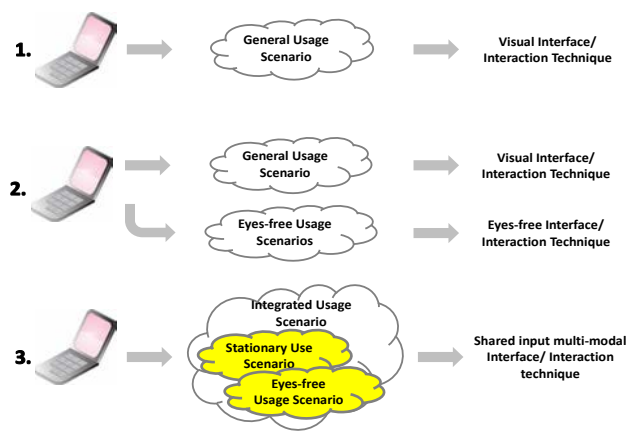 1.
General Usage
Scenario
Visual Interface/
Interaction Technique
2.
General Usage
Scenario
Visual Interface/
Interaction Technique
Eyes-free Usage
Scenarios
Eyes-free Interface/
Interaction Technique
3.
Integrated Usage
Scenario
Stationary Use
Scenario
Eyes-free
Usage Scenario
Shared input multi-modal
Interface/ Interaction
technique